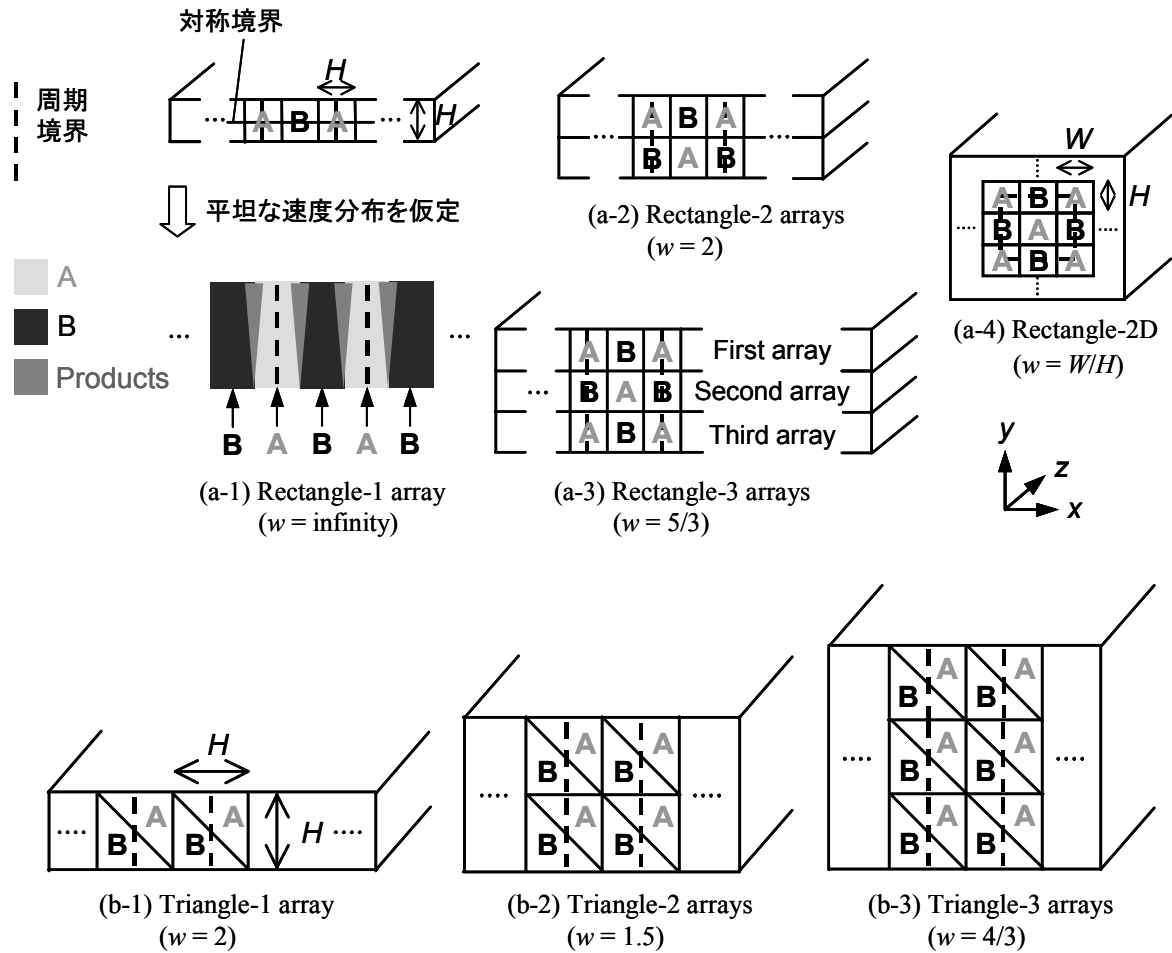 対称境界
周期
境界
H
H
···· A B A ····
平坦な速度分布を仮定
A
B
Products
... ...
B A B A B
(a-1) Rectangle-1 array
(w = infinity)
A B A
···· ····
B A B
(a-2) Rectangle-2 arrays
(w = 2)
A B A First array
... B A B Second array
A B A Third array
(a-3) Rectangle-3 arrays
(w = 5/3)
W
H
....
A B A
.... B A B ....
A B A
....
(a-4) Rectangle-2D
(w = W/H)
y
z
x
H
A A
.... B B H ....
(b-1) Triangle-1 array
(w = 2)
A A
B B
.... ....
A A
B B
(b-2) Triangle-2 arrays
(w = 1.5)
A A
B B
A A
.... B B ....
A A
B B
(b-3) Triangle-3 arrays
(w = 4/3)